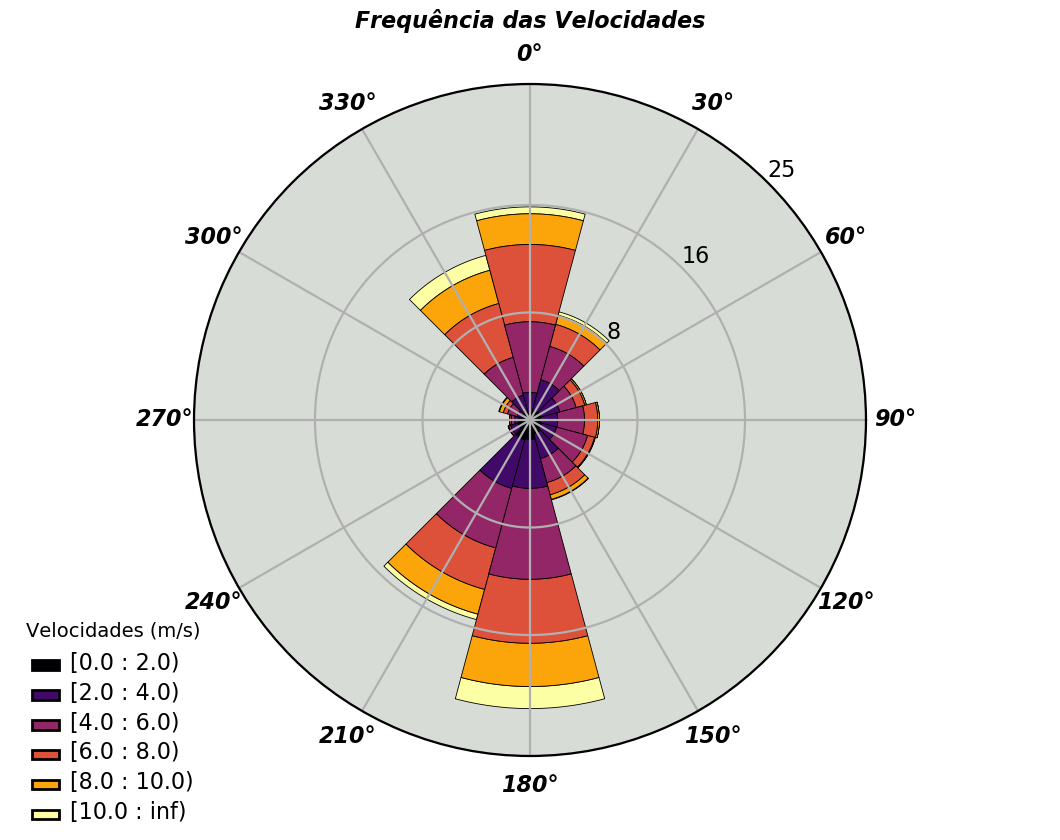 Frequência das Velocidades
0°
330°
30°
25
300°
60°
16
8
270°
90°
240°
120°
210°
150°
180°
Velocidades (m/s)
[0.0 : 2.0)
[2.0 : 4.0)
[4.0 : 6.0)
[6.0 : 8.0)
[8.0 : 10.0)
[10.0 : inf)